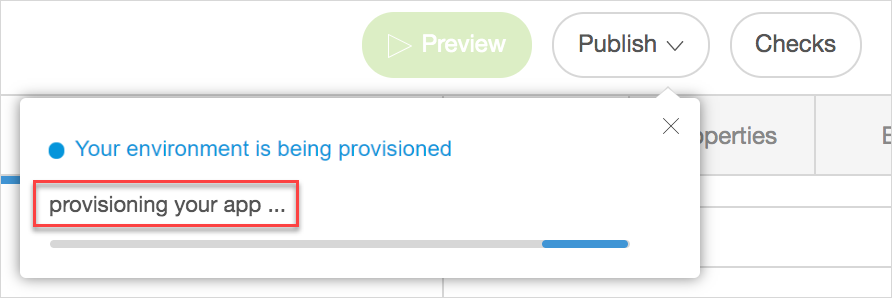 Preview
Publish
Checks
operties
E
Your environment is being provisioned
provisioning your app ...